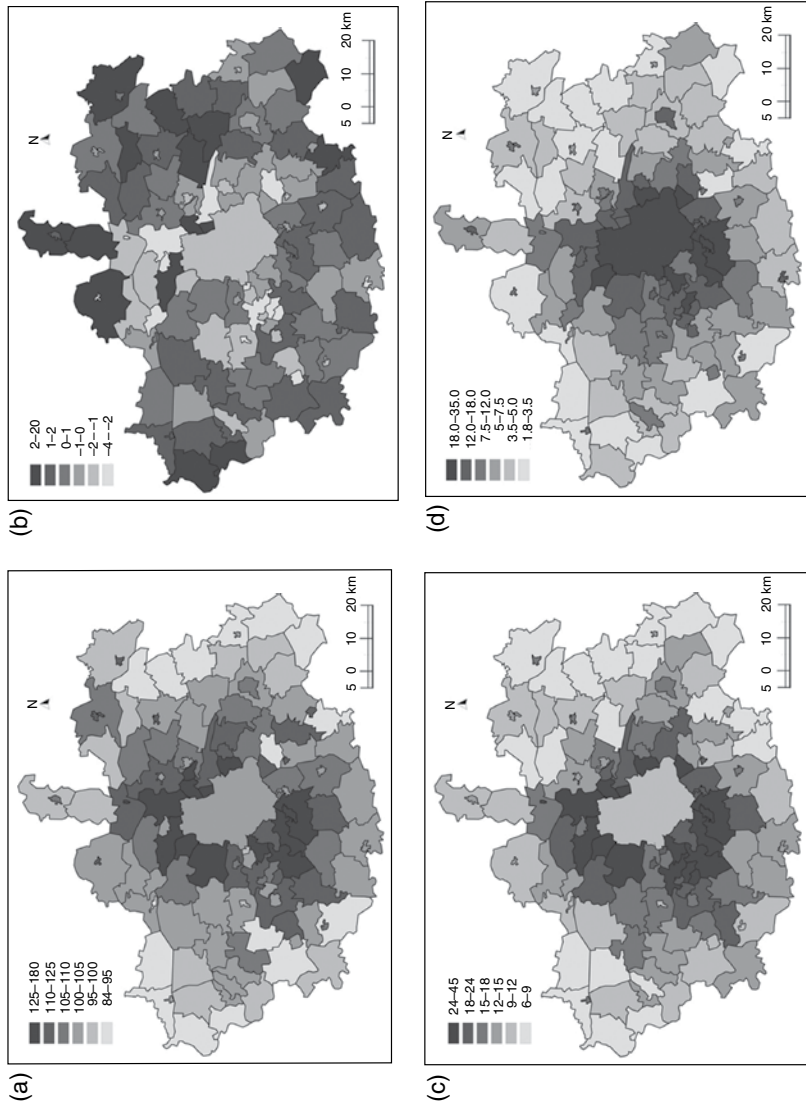 (a)
125–180
110–125
105–110
100–105
95–100
84–95
N
5 0 10 20 km
(b)
2–20
1–2
0–1
–1–0
–2–­–1
–4–­–2
N
5 0 10 20 km
(c)
24–45
18–24
15–18
12–15
9–12
6–9
N
5 0 10 20 km
(d)
18.0–35.0
12.0–18.0
7.5–12.0
5–7.5
3.5–5.0
1.8–3.5
N
5 0 10 20 km